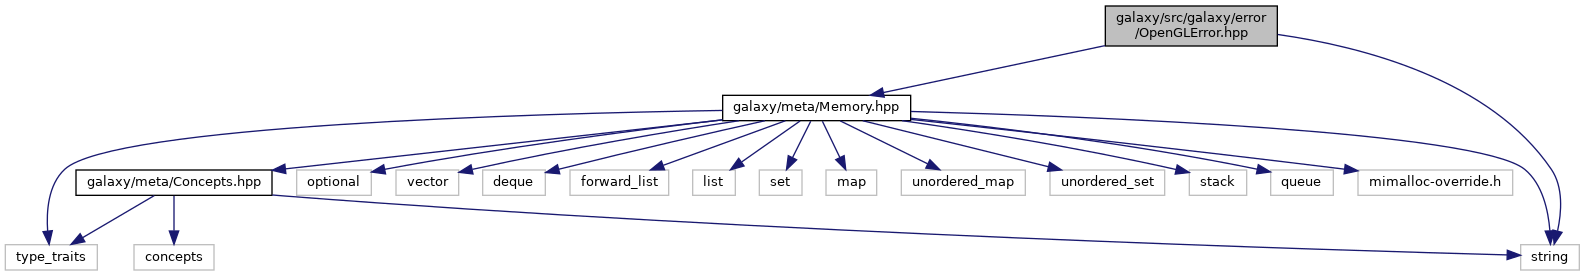 galaxy/src/galaxy/error
/OpenGLError.hpp
galaxy/meta/Memory.hpp
galaxy/meta/Concepts.hpp
optional
vector
deque
forward_list
list
set
map
unordered_map
unordered_set
stack
queue
mimalloc-override.h
type_traits
concepts
string